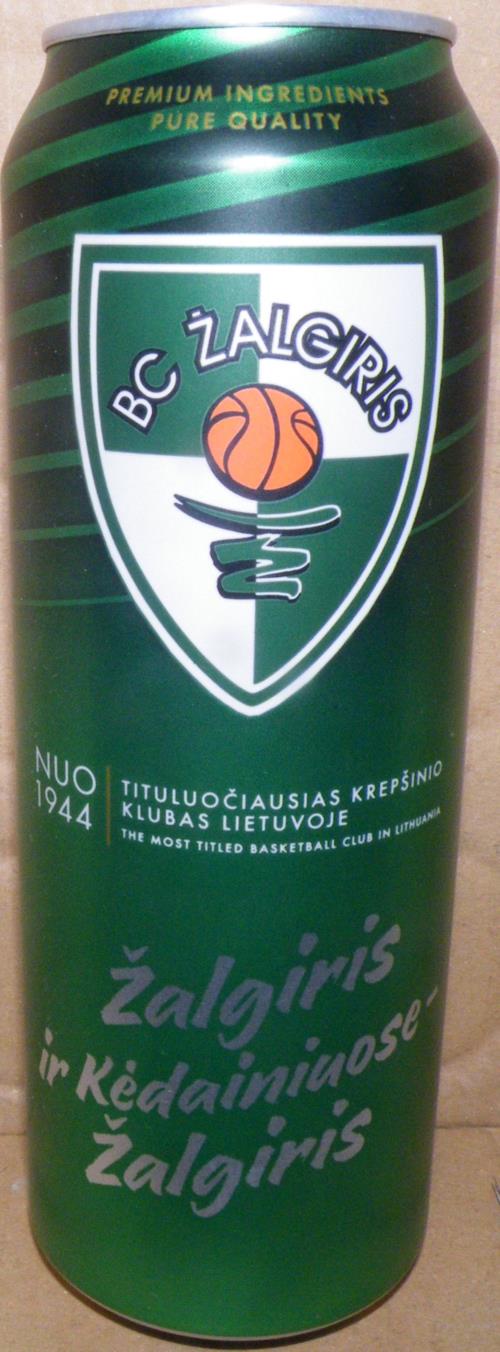 PREMIUM INGREDIENTS
PURE QUALITY
BC ŽALGIRIS
NUO
1944
TITULUOČIAUSIAS KREPŠINIO
KLUBAS LIETUVOJE
THE MOST TITLED BASKETBALL CLUB IN LITHUANIA
Žalgiris
ir Kėdainiuose -
Žalgiris